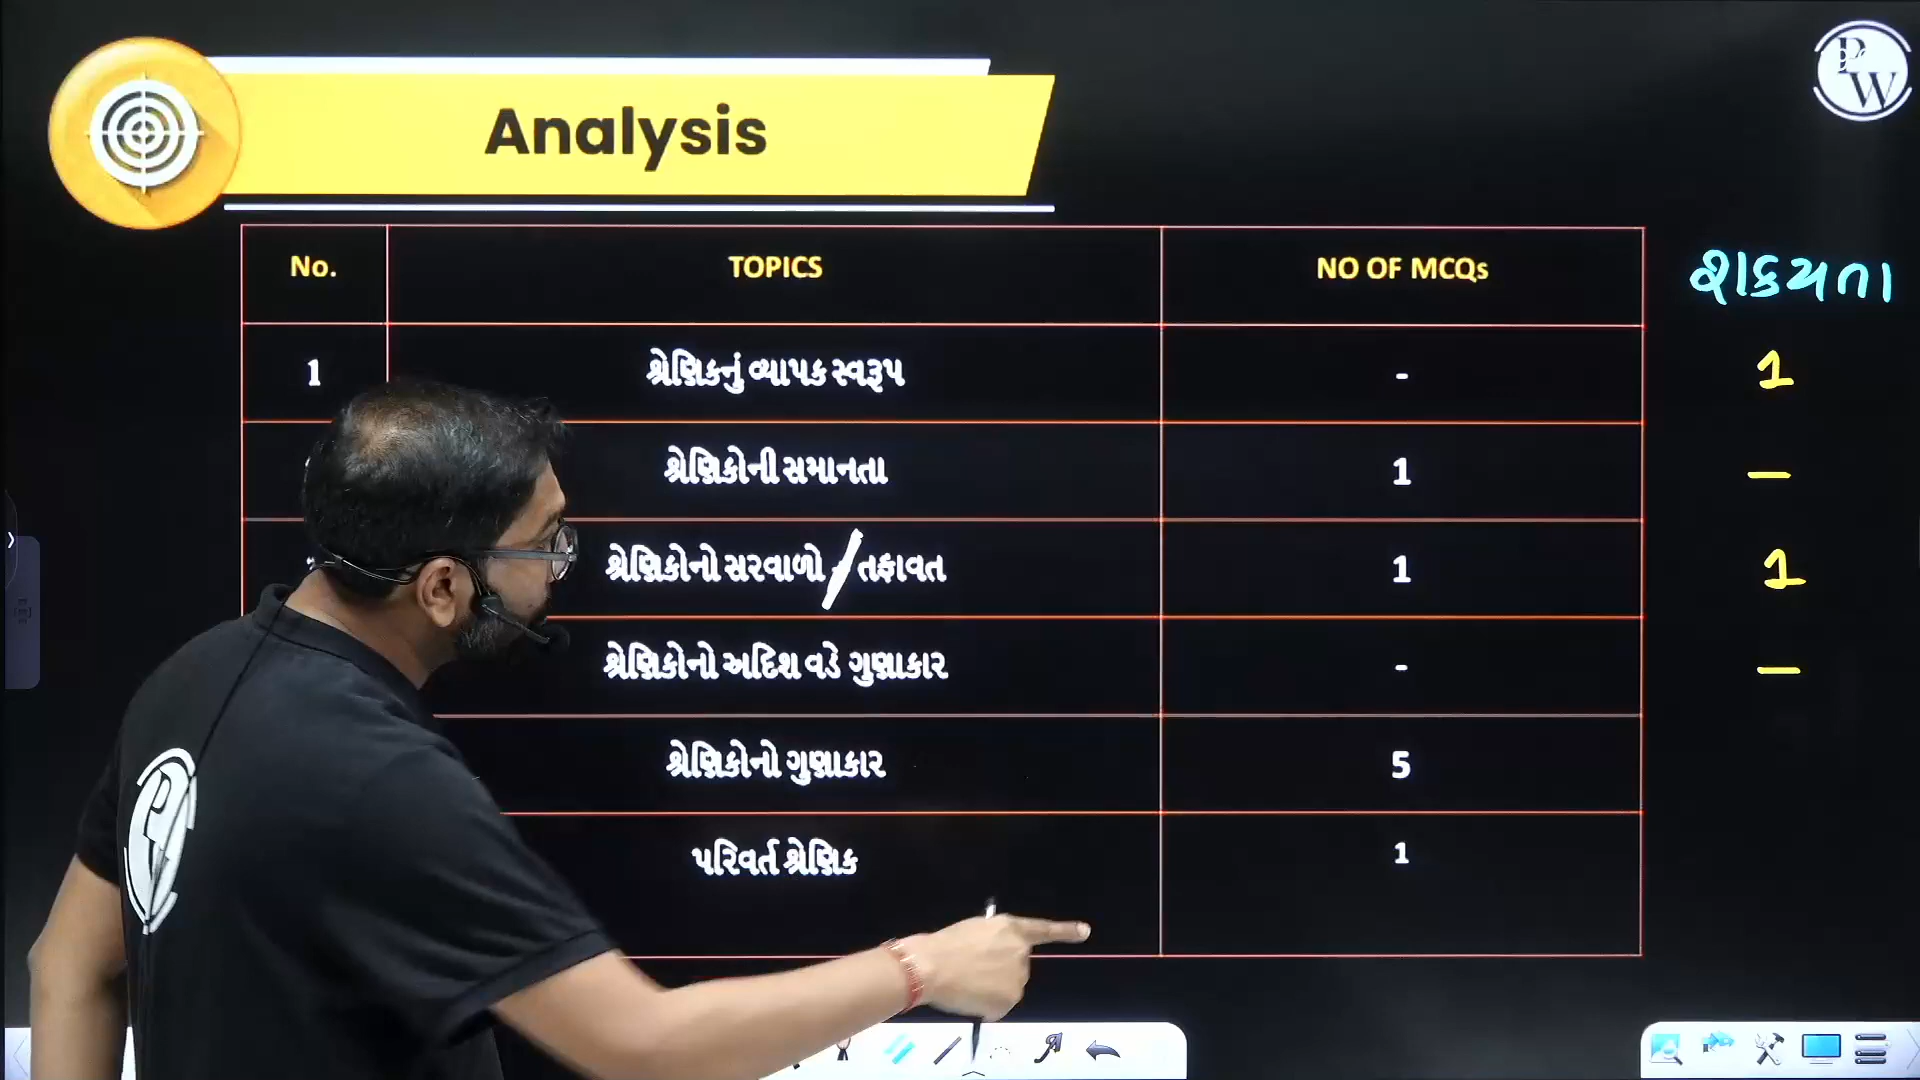 PW
Analysis
No. TOPICS NO OF MCQs શક્યતા
1 શ્રેણિકનું વ્યાપક સ્વરૂપ - 1
શ્રેણિકોની સમાનતા 1 –
શ્રેણિકોનો સરવાળો / તફાવત 1 1
શ્રેણિકોનો અદિશ વડે ગુણાકાર - –
શ્રેણિકોનો ગુણાકાર 5
પરિવર્ત શ્રેણિક 1